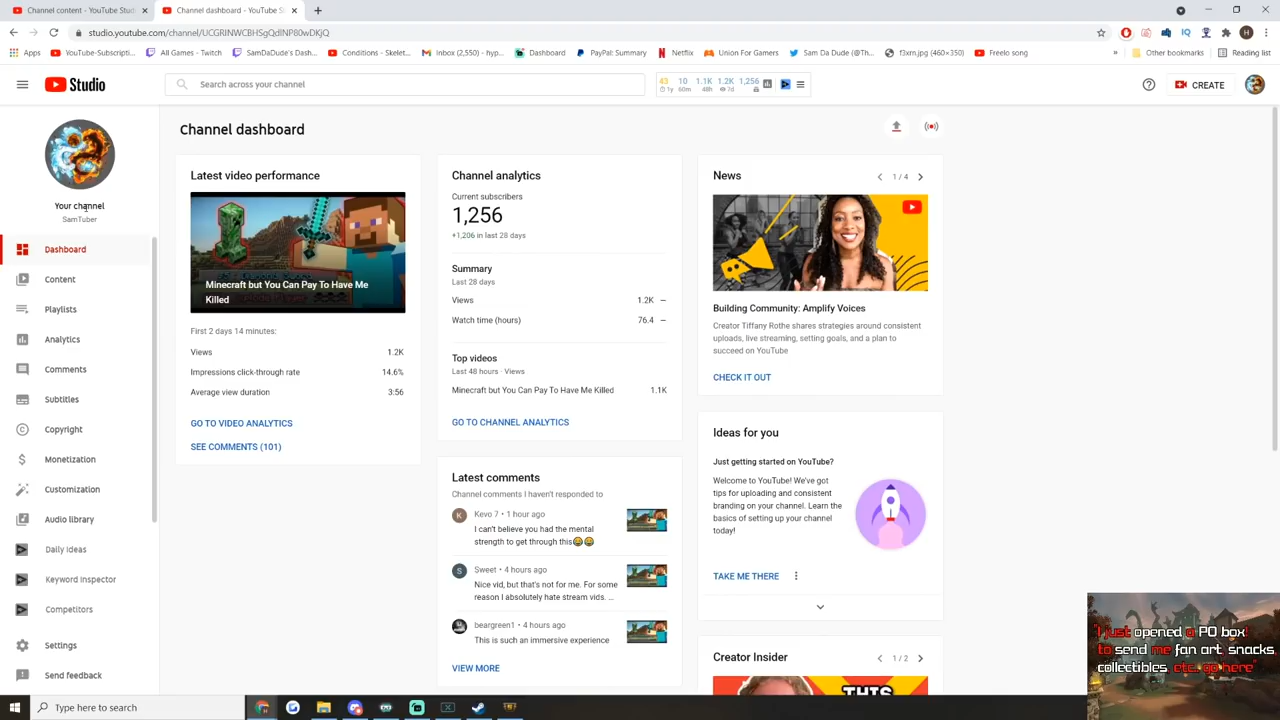 Channel content - YouTube Studio
Channel dashboard - YouTube St
studio.youtube.com/channel/UCGRINWCBHSgQdlNP80wDKjQ
Apps
YouTube-Subscripti...
All Games - Twitch
SamDaDude's Dash...
Conditions - Skelet...
Inbox (2,550) - hyp...
Dashboard
PayPal: Summary
Netflix
Union For Gamers
Sam Da Dude (@Th...
f3xm.jpg (460×350)
Freelo song
»
Other bookmarks
Reading list
Studio
Search across your channel
43 10 1.1K 1.2K 1,256
1y 60m 48h 7d
CREATE
Your channel
SamTuber
Dashboard
Content
Playlists
Analytics
Comments
Subtitles
Copyright
Monetization
Customization
Audio library
Daily Ideas
Keyword Inspector
Competitors
Settings
Send feedback
Channel dashboard
Latest video performance
Minecraft but You Can Pay To Have Me
Killed
First 2 days 14 minutes:
Views 1.2K
Impressions click-through rate 14.6%
Average view duration 3:56
GO TO VIDEO ANALYTICS
SEE COMMENTS (101)
Channel analytics
Current subscribers
1,256
+1,206 in last 28 days
Summary
Last 28 days
Views 1.2K —
Watch time (hours) 76.4 —
Top videos
Last 48 hours · Views
Minecraft but You Can Pay To Have Me Killed 1.1K
GO TO CHANNEL ANALYTICS
Latest comments
Channel comments I haven't responded to
Kevo 7 • 1 hour ago
I can't believe you had the mental
strength to get through this😂😂
Sweet • 4 hours ago
Nice vid, but that's not for me. For some
reason I absolutely hate stream vids. ...
beargreen1 • 4 hours ago
This is such an immersive experience
VIEW MORE
News
1 / 4
Building Community: Amplify Voices
Creator Tiffany Rothe shares strategies around consistent
uploads, live streaming, setting goals, and a plan to
succeed on YouTube
CHECK IT OUT
Ideas for you
Just getting started on YouTube?
Welcome to YouTube! We've got
tips for uploading and consistent
branding on your channel. Learn the
basics of setting up your channel
today!
TAKE ME THERE
Creator Insider
1 / 2
THIS
"I just opened a PO box!
to send me fan art, snacks,
collectibles etc. go here"
Type here to search